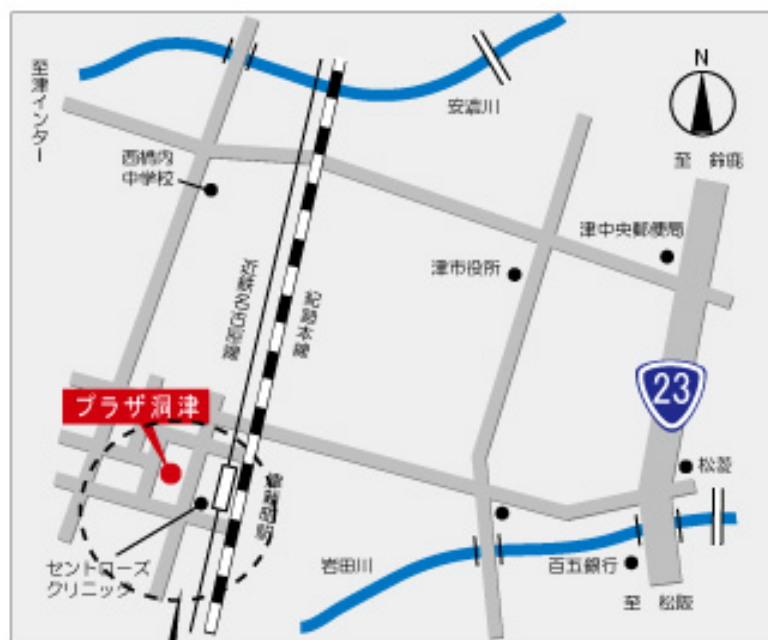 至津インター
安濃川
N
至 鈴鹿
西橋内
中学校
津中央郵便局
津市役所
近鉄名古屋線
紀勢本線
23
プラザ洞津
松菱
津新町駅
セントローズ
クリニック
岩田川
百五銀行
至 松阪